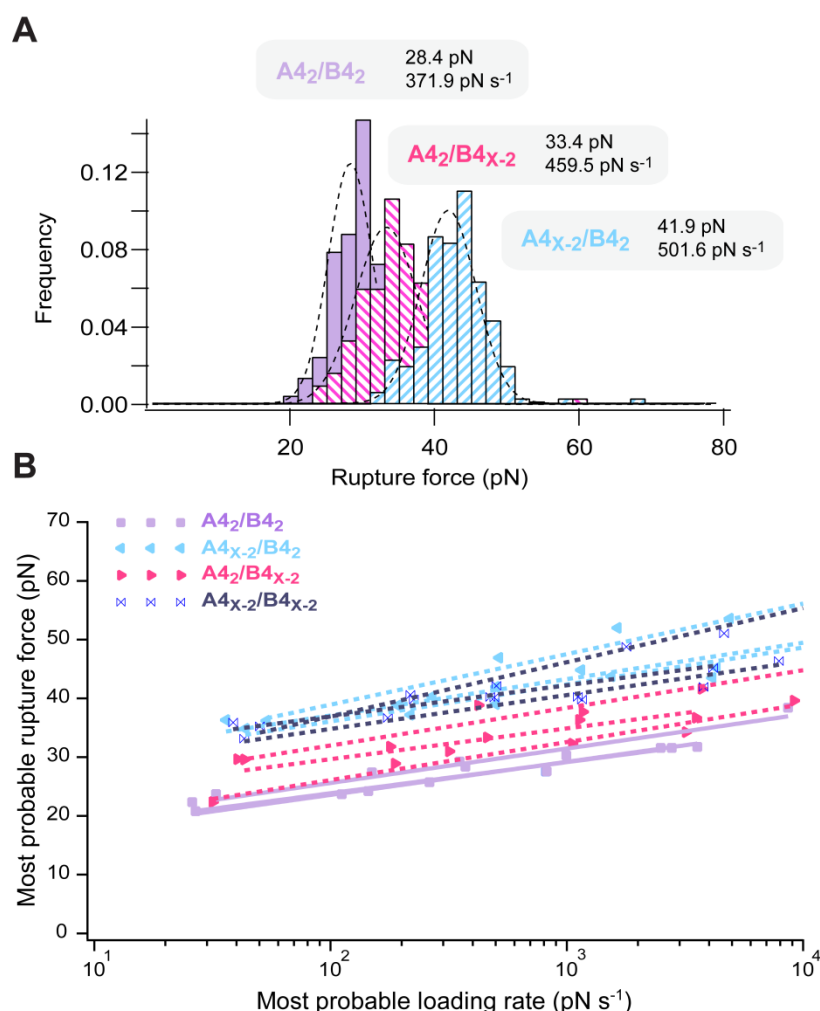 A
A4₂/B4₂
28.4 pN
371.9 pN s⁻¹
A4₂/B4X-2
33.4 pN
459.5 pN s⁻¹
A4X-2/B4₂
41.9 pN
501.6 pN s⁻¹
Frequency
0.12
0.08
0.04
0.00
20 40 60 80
Rupture force (pN)
B
Most probable rupture force (pN)
70
60
50
40
30
20
10
0
A4₂/B4₂
A4X-2/B4₂
A4₂/B4X-2
A4X-2/B4X-2
10¹ 10² 10³ 10⁴
Most probable loading rate (pN s⁻¹)